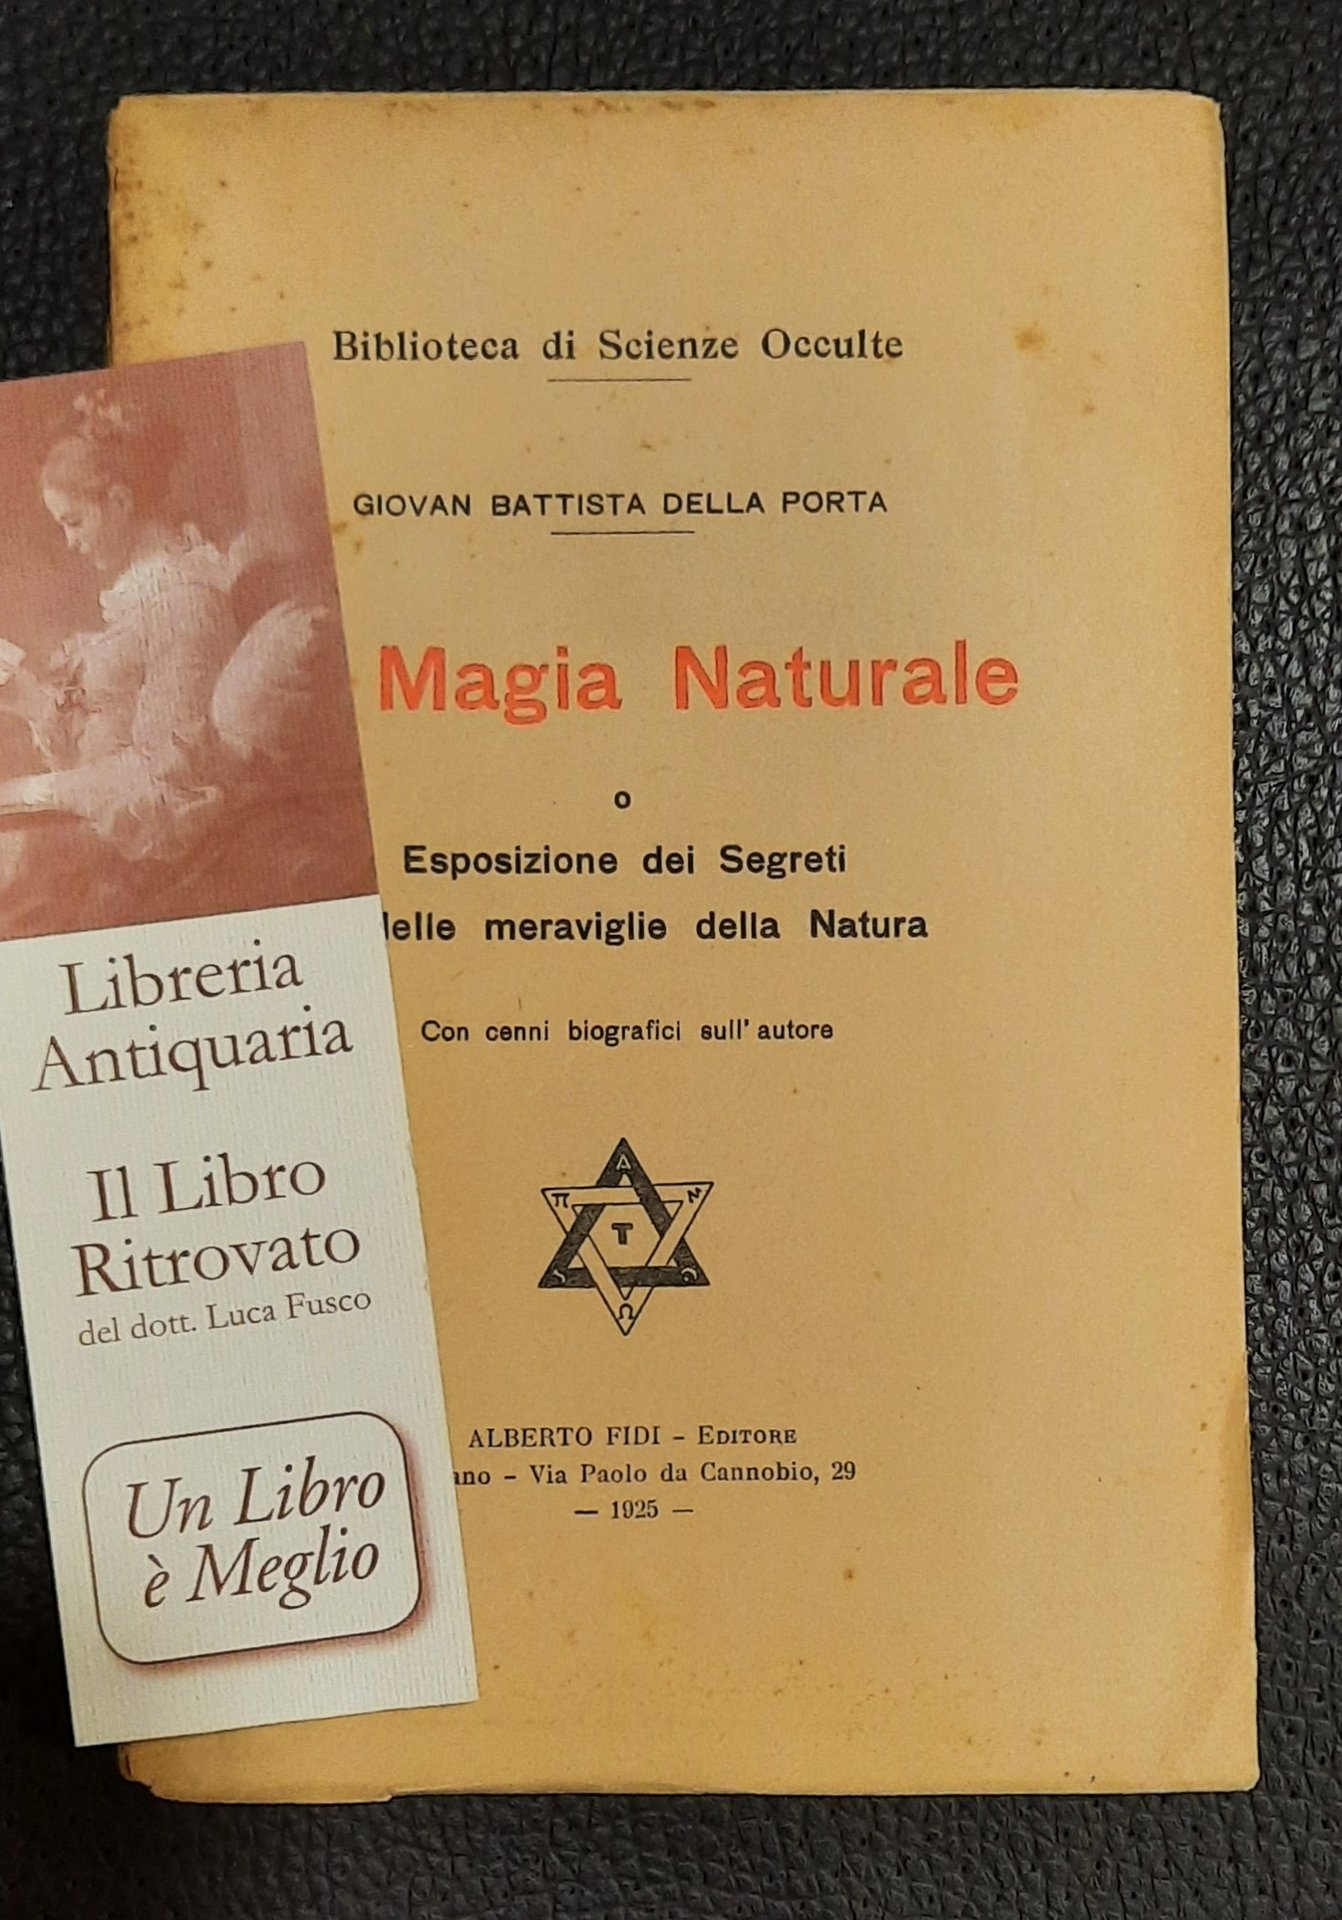 Biblioteca di Scienze Occulte
GIOVAN BATTISTA DELLA PORTA
Magia Naturale
o
Esposizione dei Segreti
elle meraviglie della Natura
Con cenni biografici sull' autore
A
Π N
T
Ω
ALBERTO FIDI - EDITORE
ano - Via Paolo da Cannobio, 29
— 1925 —
Libreria
Antiquaria
Il Libro
Ritrovato
del dott. Luca Fusco
Un Libro
è Meglio